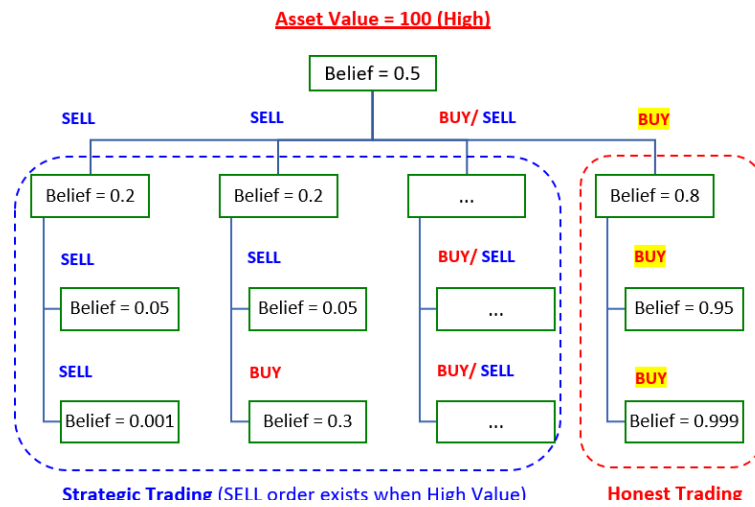 Asset Value = 100 (High)
Belief = 0.5
SELL SELL BUY/ SELL BUY
Belief = 0.2 Belief = 0.2 ... Belief = 0.8
SELL SELL BUY/ SELL BUY
Belief = 0.05 Belief = 0.05 ... Belief = 0.95
SELL BUY BUY/ SELL BUY
Belief = 0.001 Belief = 0.3 ... Belief = 0.999
Strategic Trading (SELL order exists when High Value) Honest Trading